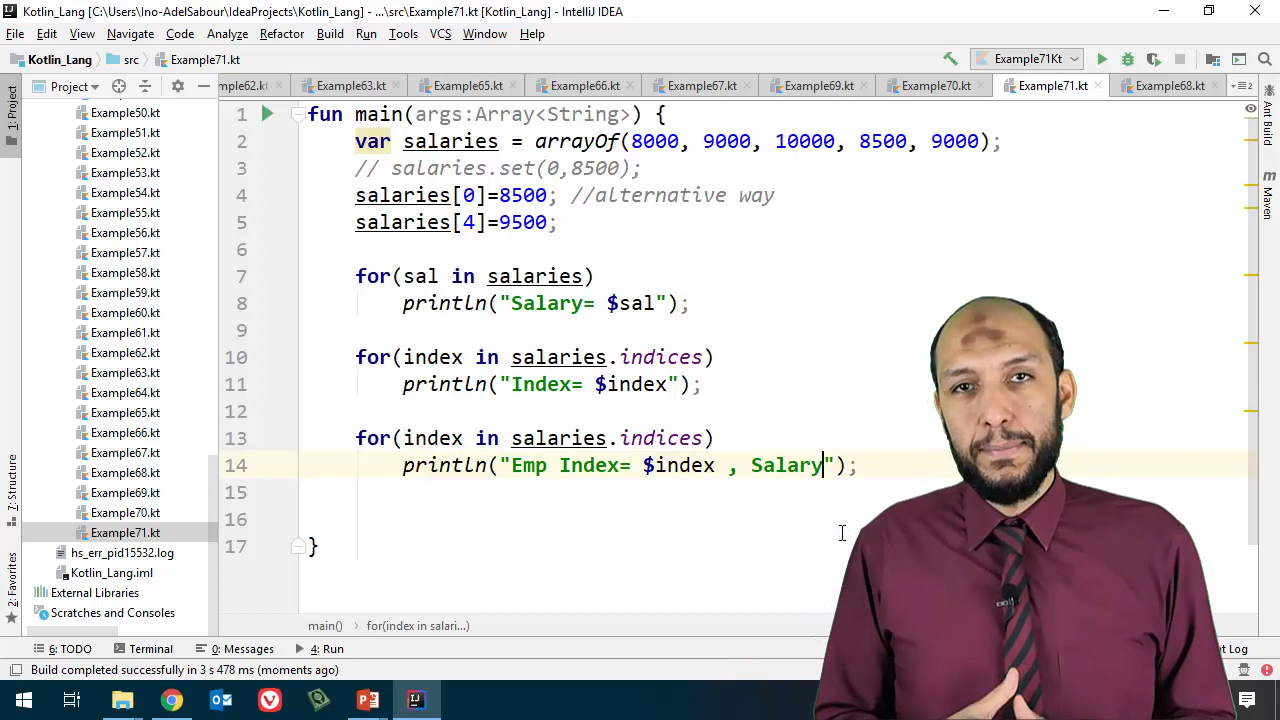 Kotlin_Lang [C:\Users\Ino-AdelSabour\IdeaProjects\Kotlin_Lang] - ...\src\Example71.kt [Kotlin_Lang] - IntelliJ IDEA
File Edit View Navigate Code Analyze Refactor Build Run Tools VCS Window Help
Kotlin_Lang src Example71.kt Example71Kt
Project mple62.kt Example63.kt Example65.kt Example66.kt Example67.kt Example69.kt Example70.kt Example71.kt Example68.kt
1: Project
7: Structure
2: Favorites
Example50.kt
Example51.kt
Example52.kt
Example53.kt
Example54.kt
Example55.kt
Example56.kt
Example57.kt
Example58.kt
Example59.kt
Example60.kt
Example61.kt
Example62.kt
Example63.kt
Example64.kt
Example65.kt
Example66.kt
Example67.kt
Example68.kt
Example69.kt
Example70.kt
Example71.kt
hs_err_pid15532.log
Kotlin_Lang.iml
External Libraries
Scratches and Consoles
1 fun main(args:Array<String>) {
2 var salaries = arrayOf(8000, 9000, 10000, 8500, 9000);
3 // salaries.set(0,8500);
4 salaries[0]=8500; //alternative way
5 salaries[4]=9500;
6
7 for(sal in salaries)
8 println("Salary= $sal");
9
10 for(index in salaries.indices)
11 println("Index= $index");
12
13 for(index in salaries.indices)
14 println("Emp Index= $index , Salary");
15
16
17 }
Ant Build
m Maven
main() for(index in salari...)
6: TODO Terminal 0: Messages 4: Run t Log
Build completed successfully in 3 s 478 ms (moments ago)